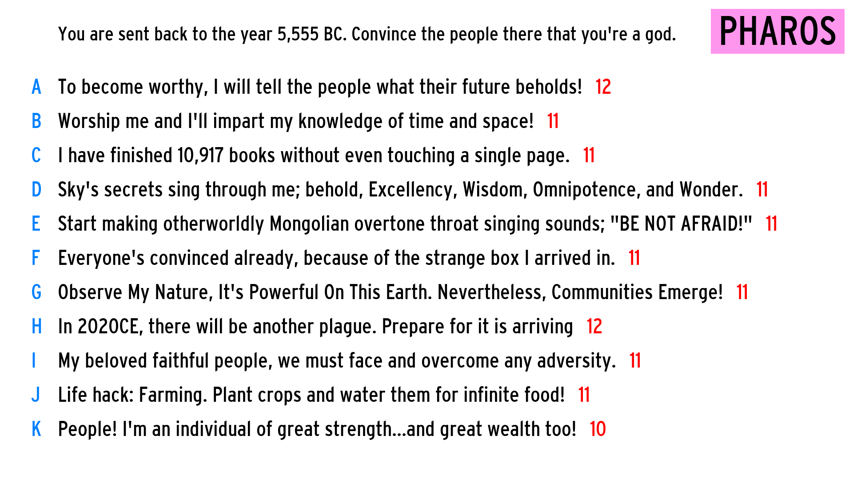 You are sent back to the year 5,555 BC. Convince the people there that you're a god.
PHAROS
A To become worthy, I will tell the people what their future beholds! 12
B Worship me and I'll impart my knowledge of time and space! 11
C I have finished 10,917 books without even touching a single page. 11
D Sky's secrets sing through me; behold, Excellency, Wisdom, Omnipotence, and Wonder. 11
E Start making otherworldly Mongolian overtone throat singing sounds; "BE NOT AFRAID!" 11
F Everyone's convinced already, because of the strange box I arrived in. 11
G Observe My Nature, It's Powerful On This Earth. Nevertheless, Communities Emerge! 11
H In 2020CE, there will be another plague. Prepare for it is arriving 12
I My beloved faithful people, we must face and overcome any adversity. 11
J Life hack: Farming. Plant crops and water them for infinite food! 11
K People! I'm an individual of great strength...and great wealth too! 10